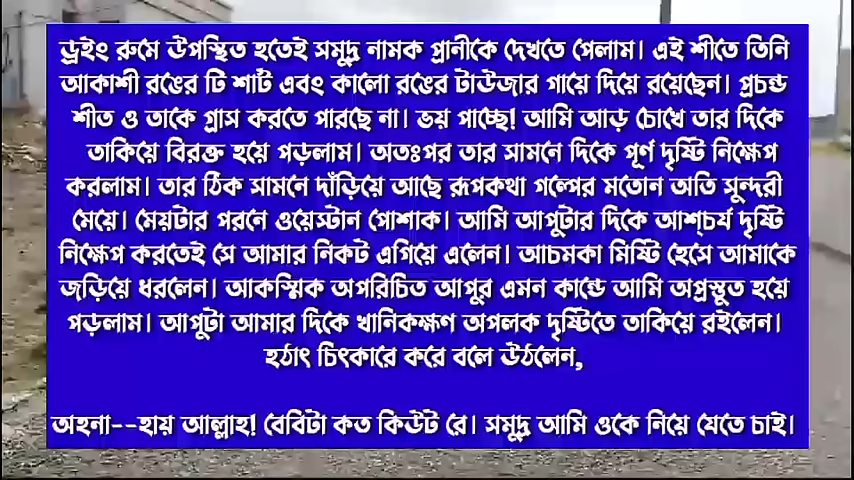 ড্রইং রুমে উপস্থিত হতেই সমুদ্র নামক প্রানীকে দেখতে পেলাম। এই শীতে তিনি
আকাশী রঙের টি শার্ট এবং কালো রঙের টাউজার গায়ে দিয়ে রয়েছেন। প্রচন্ড
শীত ও তাকে গ্রাস করতে পারছে না। ভয় পাচ্ছে! আমি আড় চোখে তার দিকে
তাকিয়ে বিরক্ত হয়ে পড়লাম। অতঃপর তার সামনে দিকে পূর্ণ দৃষ্টি নিক্ষেপ
করলাম। তার ঠিক সামনে দাঁড়িয়ে আছে রূপকথা গল্পের মতোন অতি সুন্দরী
মেয়ে। মেয়টার পরনে ওয়েস্টান পোশাক। আমি আপুটার দিকে আশ্চর্য দৃষ্টি
নিক্ষেপ করতেই সে আমার নিকট এগিয়ে এলেন। আচমকা মিষ্টি হেসে আমাকে
জড়িয়ে ধরলেন। আকস্মিক অপরিচিত আপুর এমন কান্ডে আমি অপ্রস্তুত হয়ে
পড়লাম। আপুটা আমার দিকে খানিকক্ষণ অপলক দৃষ্টিতে তাকিয়ে রইলেন।
হঠাৎ চিৎকারে করে বলে উঠলেন,
অহনা--হায় আল্লাহ! বেবিটা কত কিউট রে। সমুদ্র আমি ওকে নিয়ে যেতে চাই।